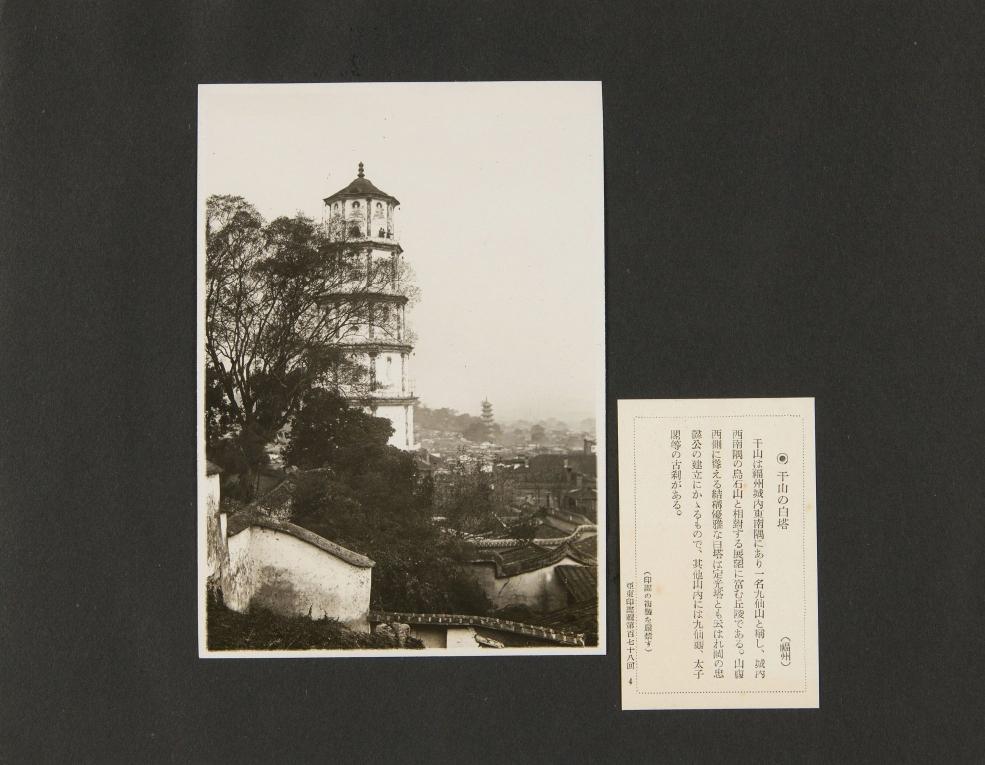 ◉ 于山の白塔
（福州）
于山は福州城內東南隅にあり一名九仙山と稱し、城內
西南隅の烏石山と相對する展望に富む丘陵である。山腹
西側に聳える結構優雅な白塔は定光塔とも云はれ閩の忠
懿公の建立にかゝるもので、其他山內には九仙觀、太子
閣等の古刹がある。
（印畫の複製を嚴禁す）
亞東印畫輯第百七十八回 4